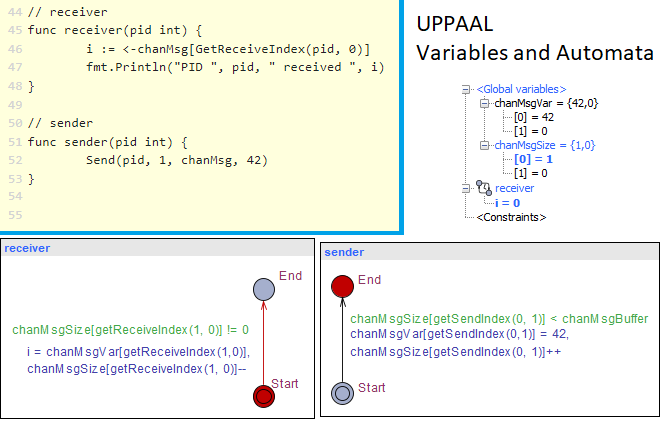 44 // receiver
45 func receiver(pid int) {
46 i := <-chanMsg[GetReceiveIndex(pid, 0)]
47 fmt.Println("PID ", pid, " received ", i)
48 }
49
50 // sender
51 func sender(pid int) {
52 Send(pid, 1, chanMsg, 42)
53 }
54
55
UPPAAL
Variables and Automata
<Global variables>
chanMsgVar = {42,0}
[0] = 42
[1] = 0
chanMsgSize = {1,0}
[0] = 1
[1] = 0
receiver
i = 0
<Constraints>
receiver
End
chanMsgSize[getReceiveIndex(1, 0)] != 0
i = chanMsgVar[getReceiveIndex(1,0)],
chanMsgSize[getReceiveIndex(1, 0)]--
Start
sender
End
chanMsgSize[getSendIndex(0, 1)] < chanMsgBuffer
chanMsgVar[getSendIndex(0,1)] = 42,
chanMsgSize[getSendIndex(0, 1)]++
Start